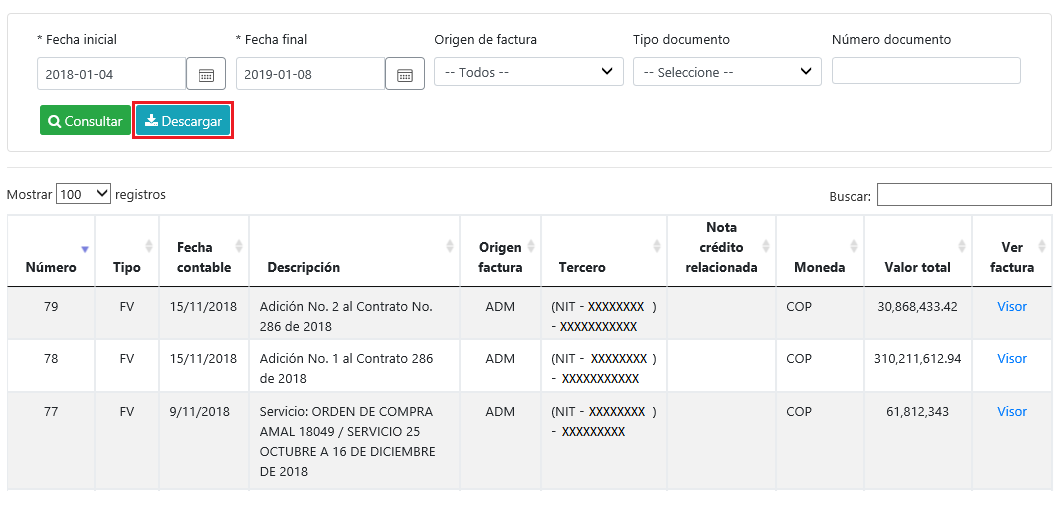 * Fecha inicial * Fecha final Origen de factura Tipo documento Número documento
2018-01-04 2019-01-08 -- Todos -- -- Seleccione --
Consultar Descargar
Mostrar 100 registros Buscar:
Número Tipo Fecha contable Descripción Origen factura Tercero Nota crédito relacionada Moneda Valor total Ver factura
79 FV 15/11/2018 Adición No. 2 al Contrato No. ADM (NIT - XXXXXXXX ) COP 30,868,433.42 Visor
286 de 2018 - XXXXXXXXXXX
78 FV 15/11/2018 Adición No. 1 al Contrato 286 ADM (NIT - XXXXXXXX ) COP 310,211,612.94 Visor
de 2018 - XXXXXXXXXXX
77 FV 9/11/2018 Servicio: ORDEN DE COMPRA ADM (NIT - XXXXXXXX ) COP 61,812,343 Visor
AMAL 18049 / SERVICIO 25 - XXXXXXXXX
OCTUBRE A 16 DE DICIEMBRE
DE 2018